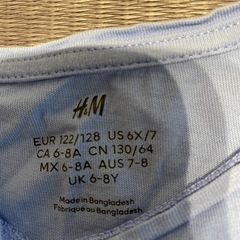 H&M
EUR 122/128 US 6X/7
CA 6-8A CN 130/64
MX 6-8A AUS 7-8
UK 6-8Y
Made in Bangladesh
Fabriqué au Bangladesh